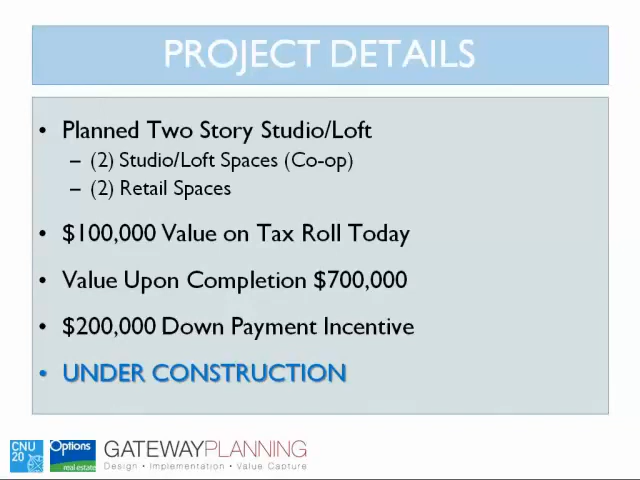 PROJECT DETAILS
• Planned Two Story Studio/Loft
– (2) Studio/Loft Spaces (Co-op)
– (2) Retail Spaces
• $100,000 Value on Tax Roll Today
• Value Upon Completion $700,000
• $200,000 Down Payment Incentive
• UNDER CONSTRUCTION
CNU
20
Options
real estate
GATEWAYPLANNING
Design • Implementation • Value Capture